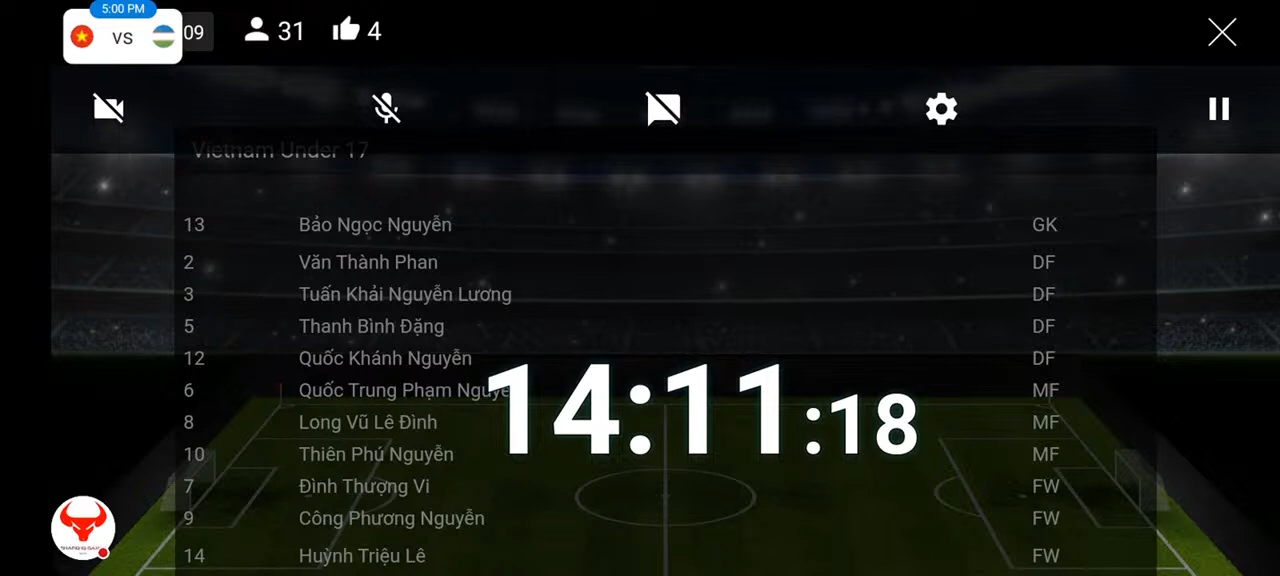 5:00 PM
VS
09
31
4
Vietnam Under 17
13 Bảo Ngọc Nguyễn GK
2 Văn Thành Phan DF
3 Tuấn Khải Nguyễn Lương DF
5 Thanh Bình Đặng DF
12 Quốc Khánh Nguyễn DF
6 Quốc Trung Phạm Nguyễ MF
8 Long Vũ Lê Đình MF
14:11:18
10 Thiên Phú Nguyễn MF
7 Đình Thượng Vi FW
9 Công Phương Nguyễn FW
14 Huỳnh Triệu Lê FW